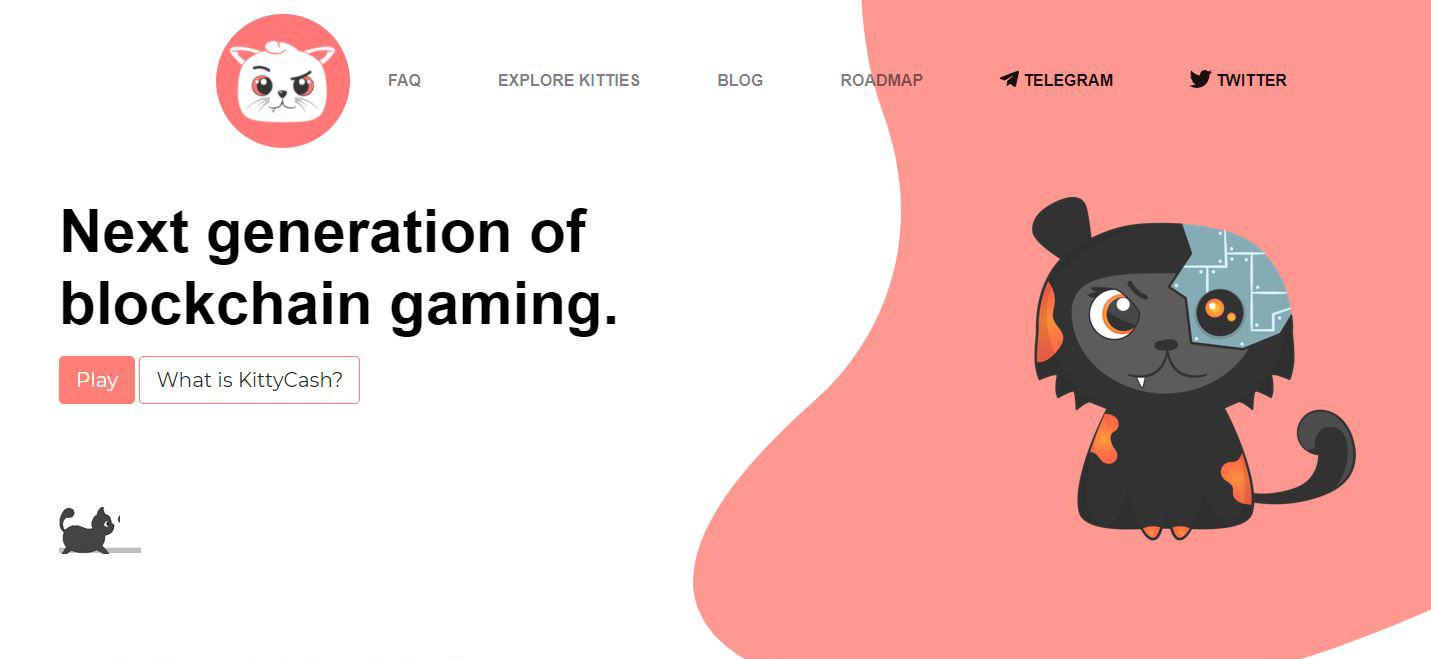 FAQ EXPLORE KITTIES BLOG ROADMAP TELEGRAM TWITTER
Next generation of
blockchain gaming.
Play What is KittyCash?